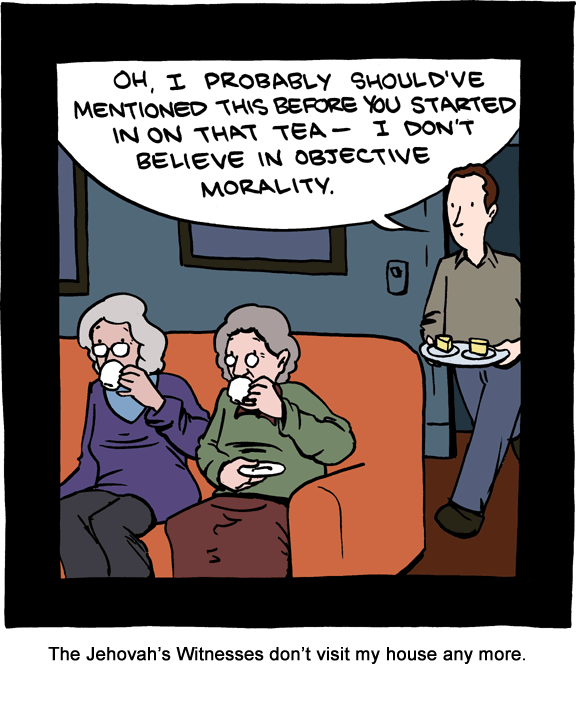 OH, I PROBABLY SHOULD'VE
MENTIONED THIS BEFORE YOU STARTED
IN ON THAT TEA— I DON'T
BELIEVE IN OBJECTIVE
MORALITY.
The Jehovah's Witnesses don't visit my house any more.